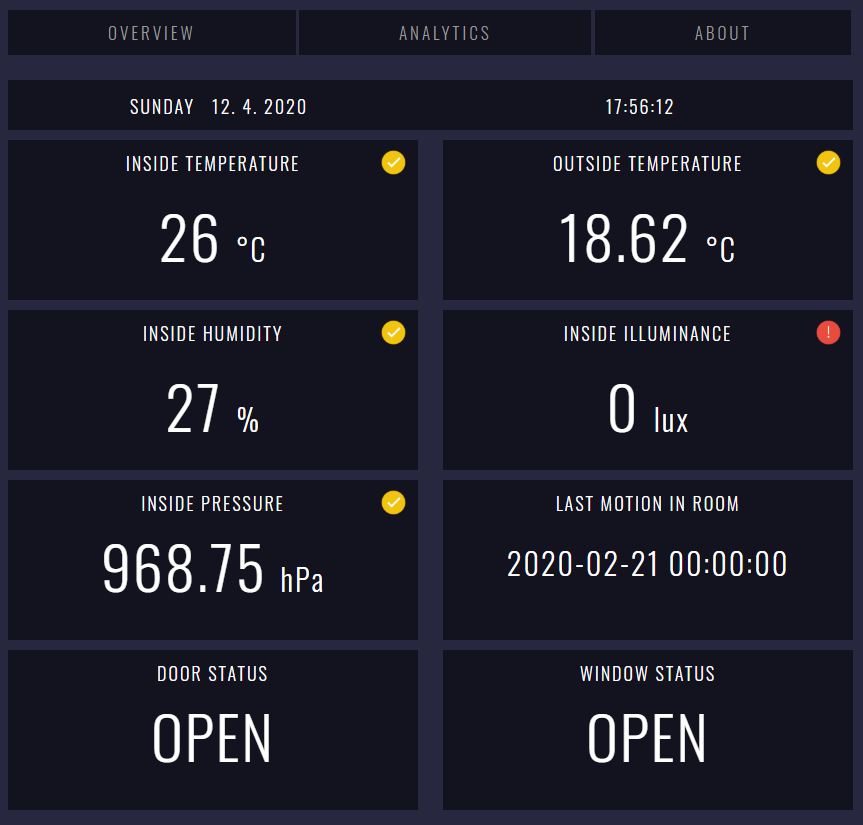 OVERVIEW ANALYTICS ABOUT
SUNDAY 12. 4. 2020 17:56:12
INSIDE TEMPERATURE
26 °C
OUTSIDE TEMPERATURE
18.62 °C
INSIDE HUMIDITY
27 %
INSIDE ILLUMINANCE
!
0 lux
INSIDE PRESSURE
968.75 hPa
LAST MOTION IN ROOM
2020-02-21 00:00:00
DOOR STATUS
OPEN
WINDOW STATUS
OPEN